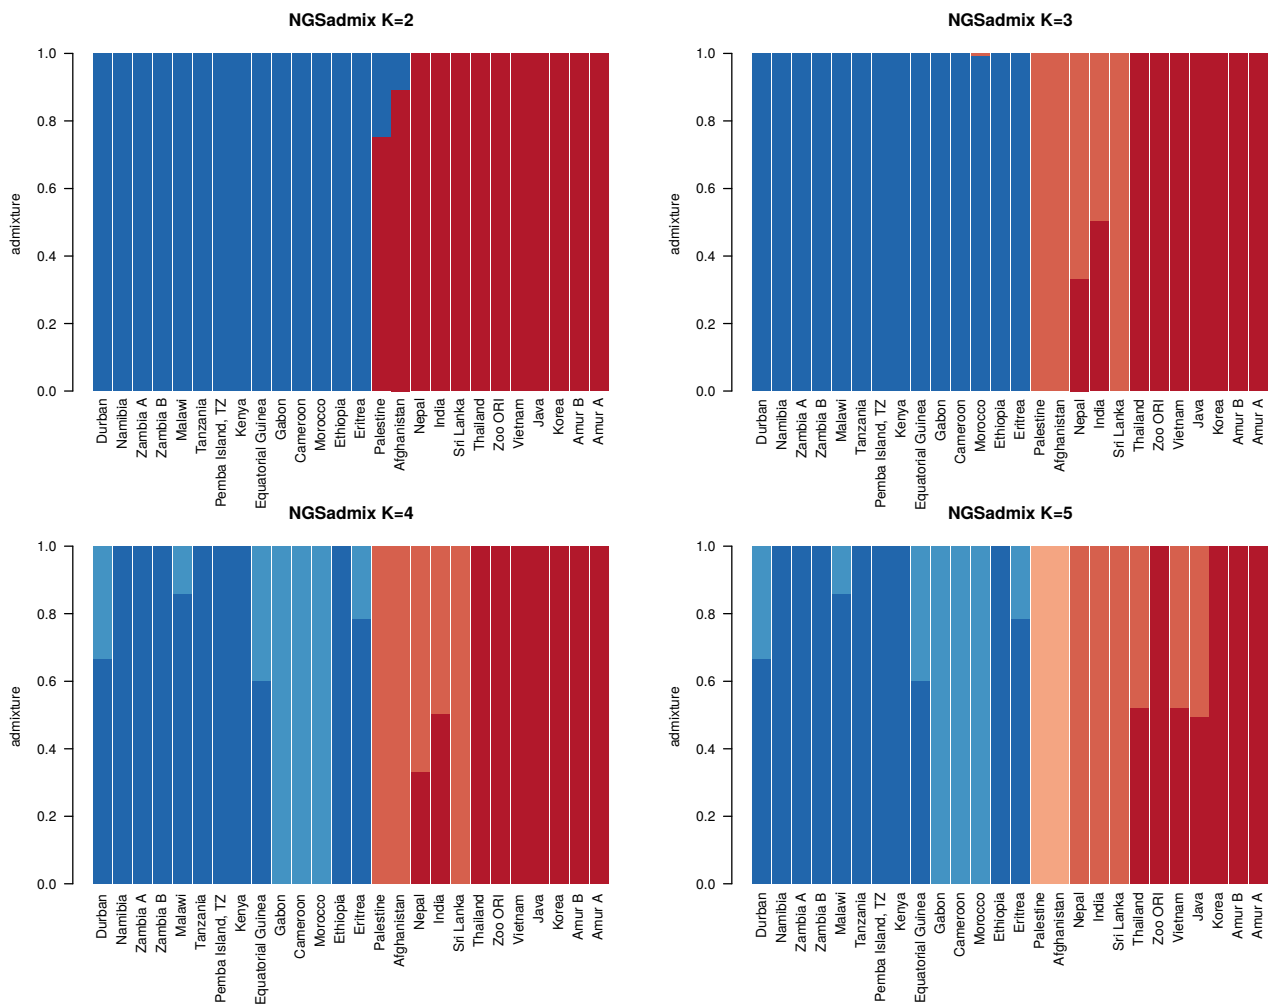 NGSadmix K=2
admixture
1.0
0.8
0.6
0.4
0.2
0.0
Durban
Namibia
Zambia A
Zambia B
Malawi
Tanzania
Pemba Island, TZ
Kenya
Equatorial Guinea
Gabon
Cameroon
Morocco
Ethiopia
Eritrea
Palestine
Afghanistan
Nepal
India
Sri Lanka
Thailand
Zoo ORI
Vietnam
Java
Korea
Amur B
Amur A
NGSadmix K=3
admixture
1.0
0.8
0.6
0.4
0.2
0.0
Durban
Namibia
Zambia A
Zambia B
Malawi
Tanzania
Pemba Island, TZ
Kenya
Equatorial Guinea
Gabon
Cameroon
Morocco
Ethiopia
Eritrea
Palestine
Afghanistan
Nepal
India
Sri Lanka
Thailand
Zoo ORI
Vietnam
Java
Korea
Amur B
Amur A
NGSadmix K=4
admixture
1.0
0.8
0.6
0.4
0.2
0.0
Durban
Namibia
Zambia A
Zambia B
Malawi
Tanzania
Pemba Island, TZ
Kenya
Equatorial Guinea
Gabon
Cameroon
Morocco
Ethiopia
Eritrea
Palestine
Afghanistan
Nepal
India
Sri Lanka
Thailand
Zoo ORI
Vietnam
Java
Korea
Amur B
Amur A
NGSadmix K=5
admixture
1.0
0.8
0.6
0.4
0.2
0.0
Durban
Namibia
Zambia A
Zambia B
Malawi
Tanzania
Pemba Island, TZ
Kenya
Equatorial Guinea
Gabon
Cameroon
Morocco
Ethiopia
Eritrea
Palestine
Afghanistan
Nepal
India
Sri Lanka
Thailand
Zoo ORI
Vietnam
Java
Korea
Amur B
Amur A